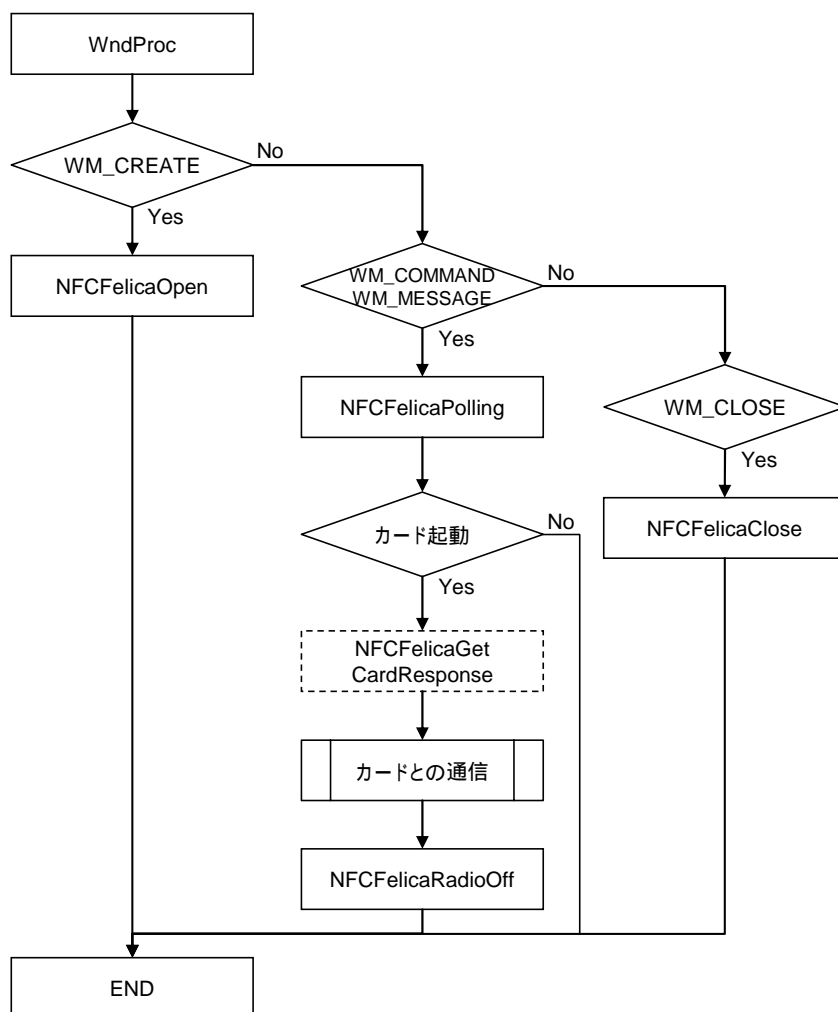 WndProc
WM_CREATE
No
Yes
NFCFelicaOpen
WM_COMMAND
WM_MESSAGE
No
Yes
NFCFelicaPolling
WM_CLOSE
Yes
カード起動
No
NFCFelicaClose
Yes
NFCFelicaGet
CardResponse
カードとの通信
NFCFelicaRadioOff
END